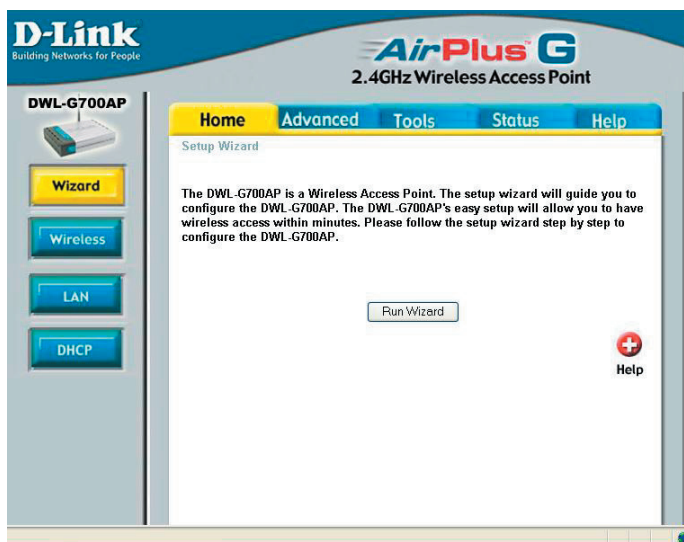 D-Link
Building Networks for People
AirPlus G
2.4GHz Wireless Access Point
DWL-G700AP
Home
Advanced
Tools
Status
Help
Wizard
Wireless
LAN
DHCP
Setup Wizard
The DWL-G700AP is a Wireless Access Point. The setup wizard will guide you to
configure the DWL-G700AP. The DWL-G700AP's easy setup will allow you to have
wireless access within minutes. Please follow the setup wizard step by step to
configure the DWL-G700AP.
Run Wizard
Help